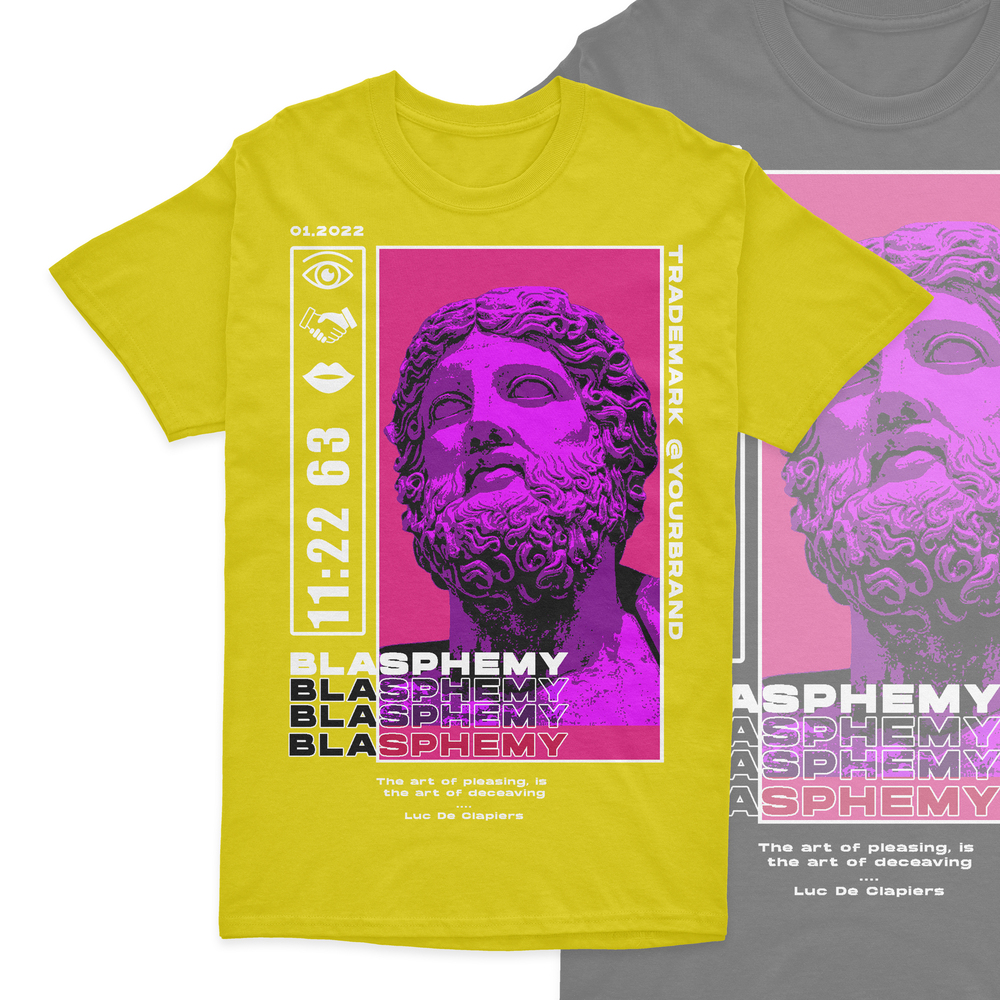 01.2022
11:22 63
TRADEMARK @YOURBRAND
BLASPHEMY
BLASPHEMY
BLASPHEMY
BLASPHEMY
The art of pleasing, is
the art of deceaving
....
Luc De Clapiers
ASPHEMY
ASPHEMY
ASPHEMY
ASPHEMY
The art of pleasing, is
the art of deceaving
....
Luc De Clapiers